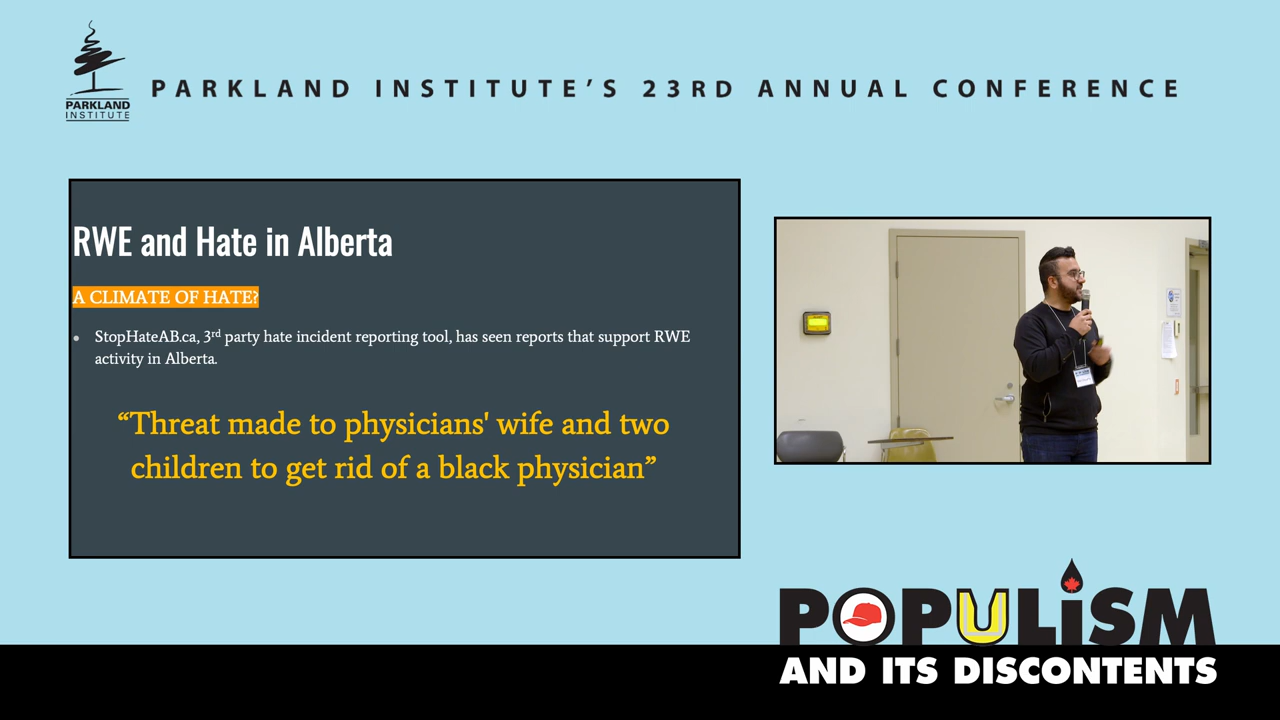 PARKLAND
INSTITUTE
PARKLAND INSTITUTE'S 23RD ANNUAL CONFERENCE
RWE and Hate in Alberta
A CLIMATE OF HATE?
• StopHateAB.ca, 3rd party hate incident reporting tool, has seen reports that support RWE
activity in Alberta.
“Threat made to physicians' wife and two
children to get rid of a black physician”
POPULiSM
AND ITS DISCONTENTS